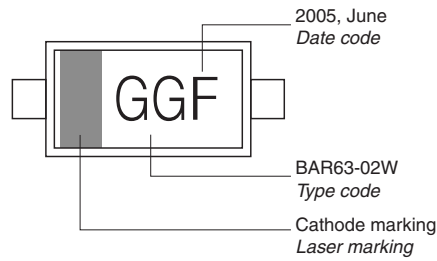 2005, June
Date code
GGF
BAR63-02W
Type code
Cathode marking
Laser marking